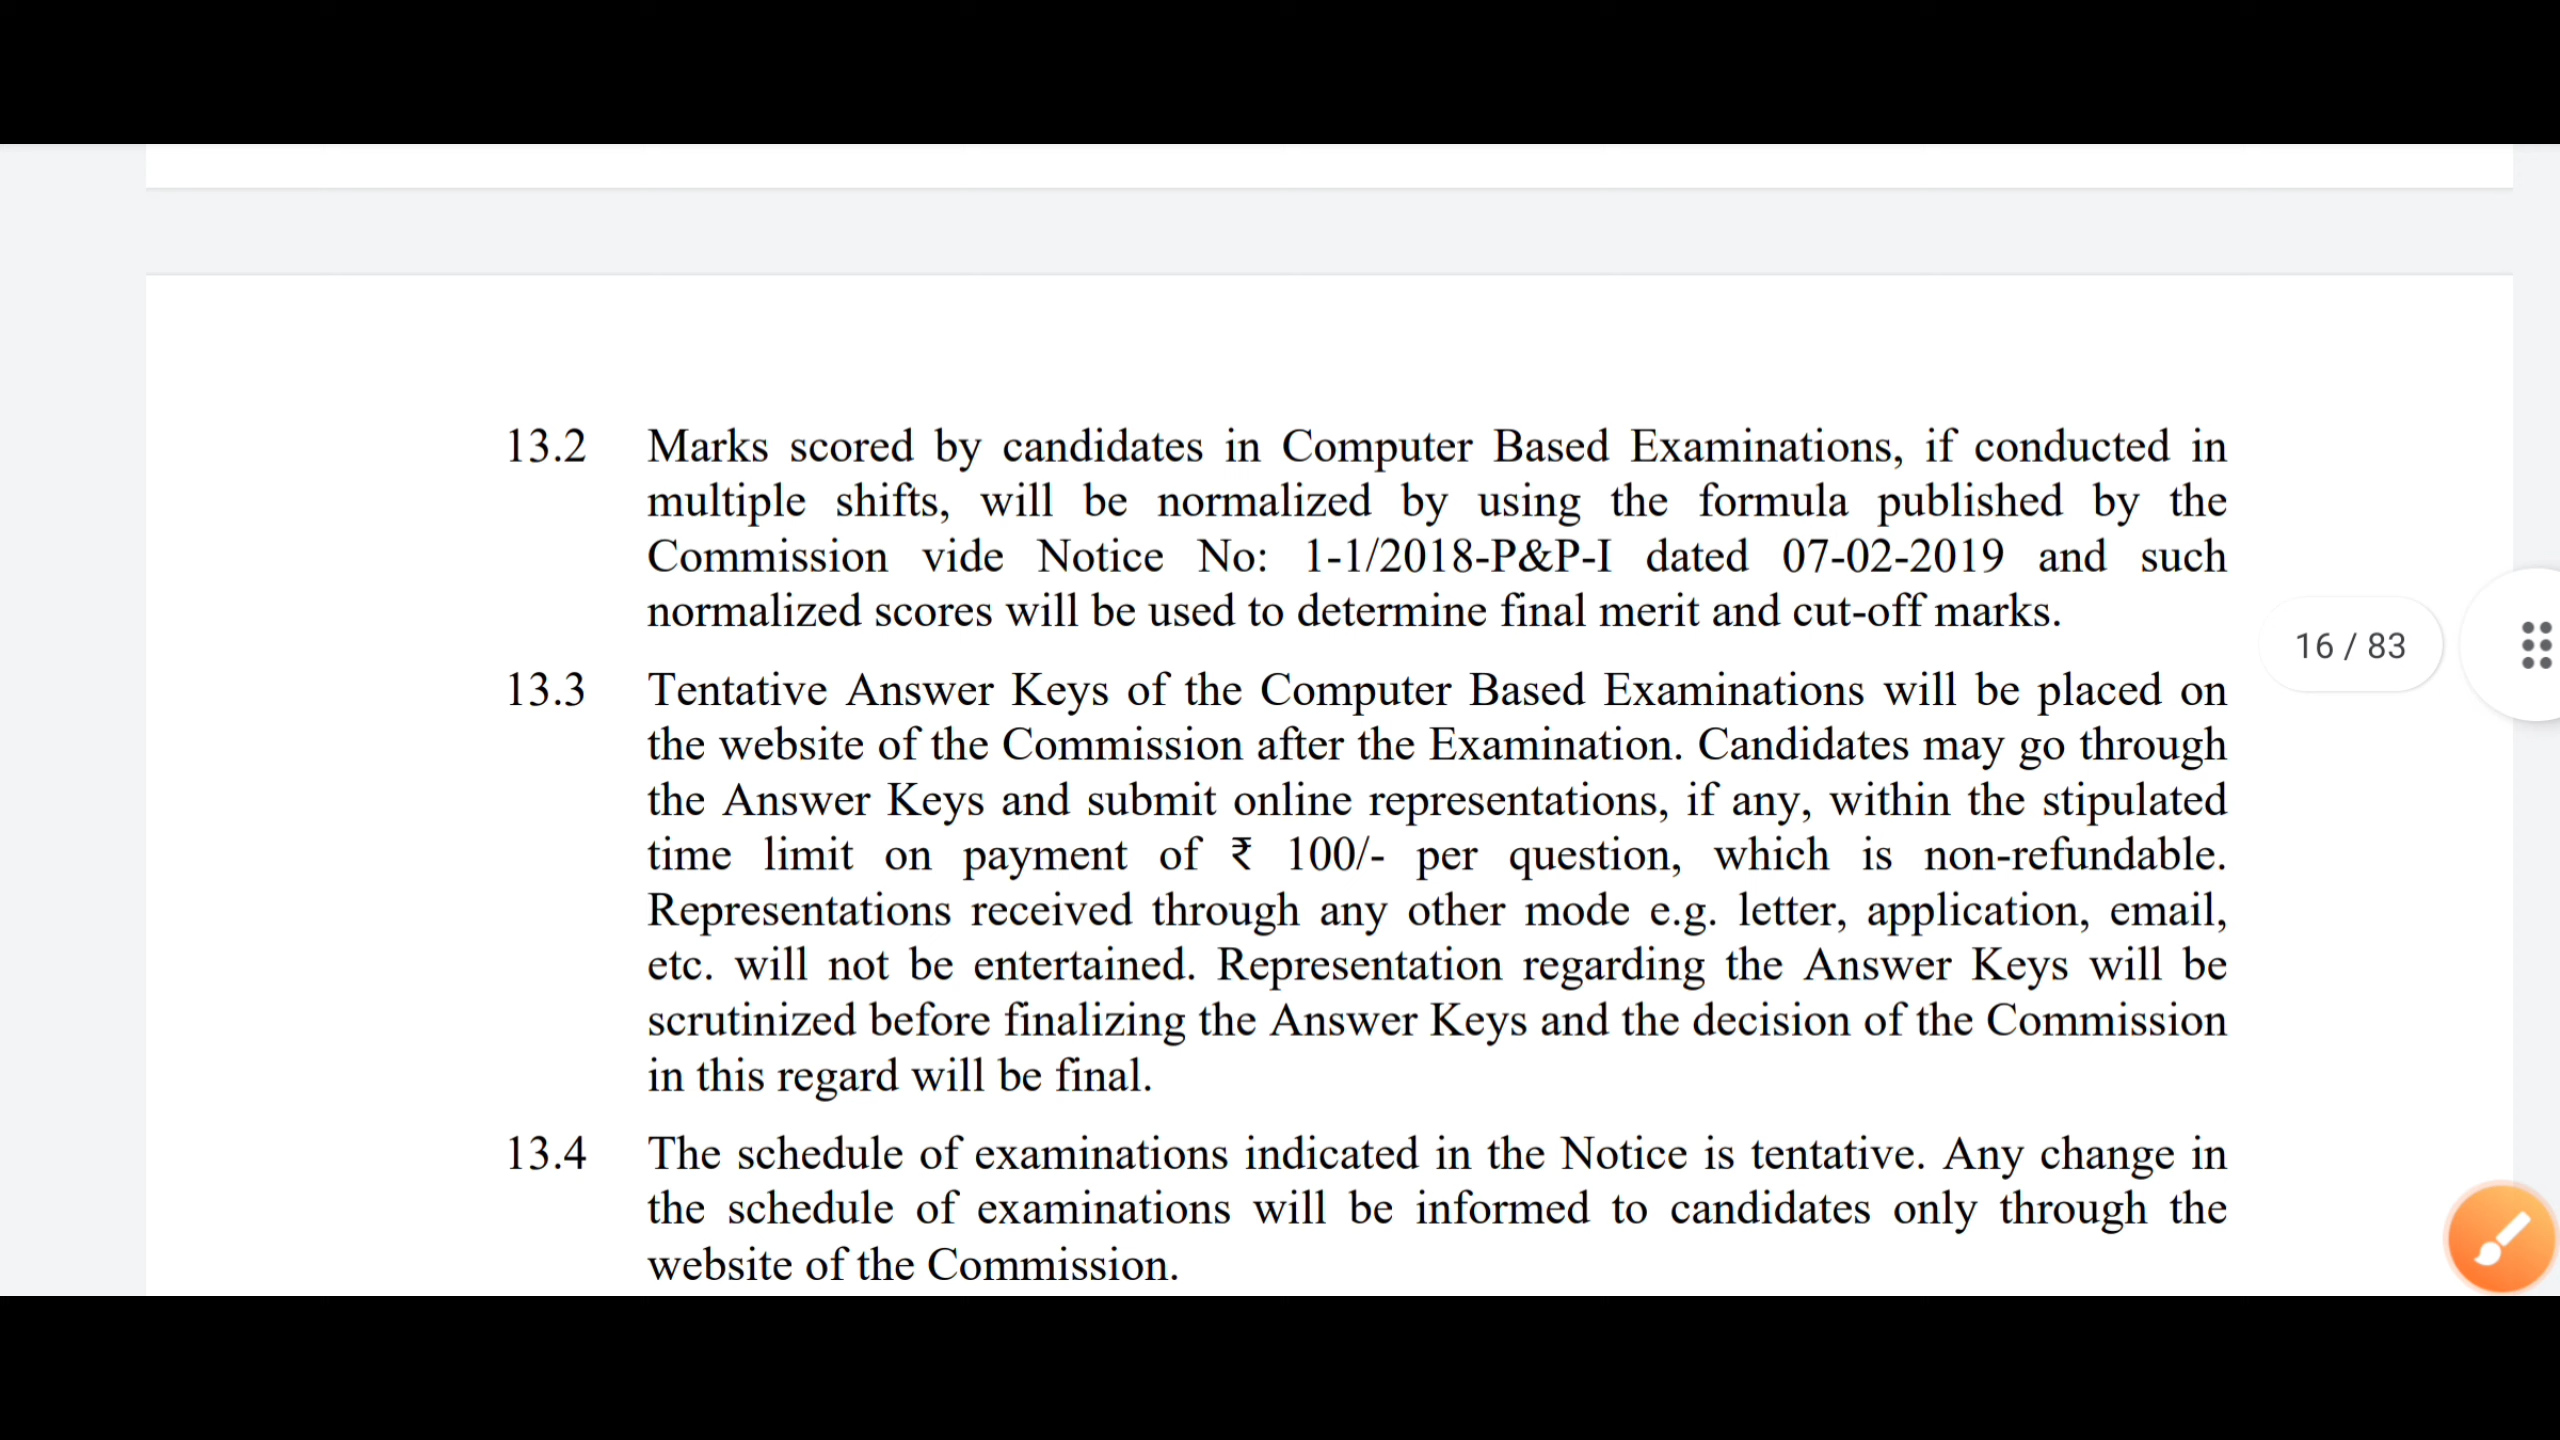 13.2 Marks scored by candidates in Computer Based Examinations, if conducted in
multiple shifts, will be normalized by using the formula published by the
Commission vide Notice No: 1-1/2018-P&P-I dated 07-02-2019 and such
normalized scores will be used to determine final merit and cut-off marks.
16 / 83
13.3 Tentative Answer Keys of the Computer Based Examinations will be placed on
the website of the Commission after the Examination. Candidates may go through
the Answer Keys and submit online representations, if any, within the stipulated
time limit on payment of ₹ 100/- per question, which is non-refundable.
Representations received through any other mode e.g. letter, application, email,
etc. will not be entertained. Representation regarding the Answer Keys will be
scrutinized before finalizing the Answer Keys and the decision of the Commission
in this regard will be final.
13.4 The schedule of examinations indicated in the Notice is tentative. Any change in
the schedule of examinations will be informed to candidates only through the
website of the Commission.